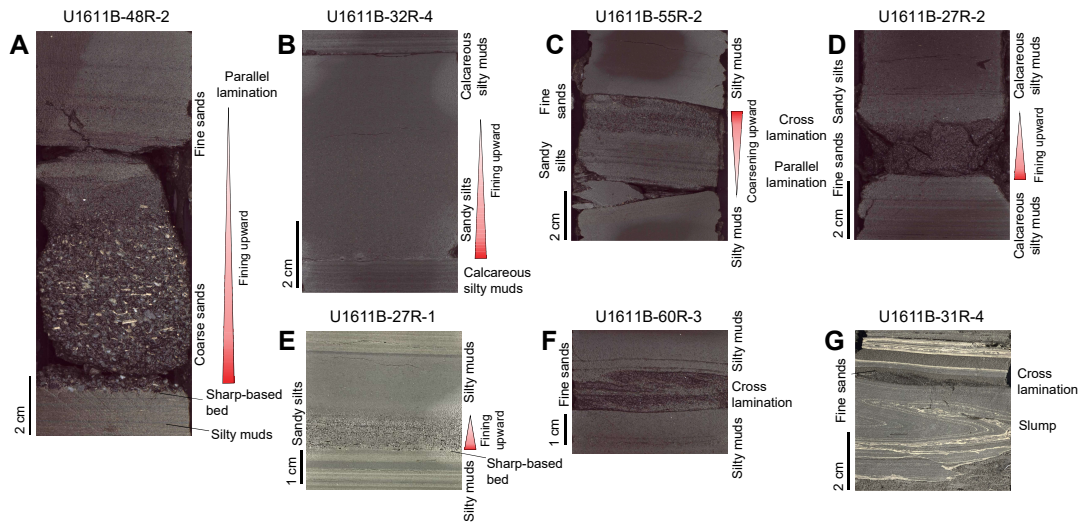 U1611B-48R-2
A
Parallel
lamination
Fine sands
Fining upward
Coarse sands
Sharp-based
bed
Silty muds
2 cm
U1611B-32R-4
B
Calcareous
silty muds
Fining upward
Sandy silts
Calcareous
silty muds
2 cm
U1611B-55R-2
C
Silty muds
Fine
sands
Cross
lamination
Sandy
silts
Parallel
lamination
Coarsening upward
Silty muds
2 cm
U1611B-27R-2
D
Calcareous
silty muds
Sandy silts
Fine sands
Fining
upward
Calcareous
silty muds
2 cm
U1611B-27R-1
E
Silty muds
Sandy silts
Fining
upward
Sharp-based
bed
Silty muds
1 cm
U1611B-60R-3
F
Silty muds
Fine sands
Cross
lamination
Silty muds
1 cm
U1611B-31R-4
G
Fine sands
Cross
lamination
Slump
2 cm